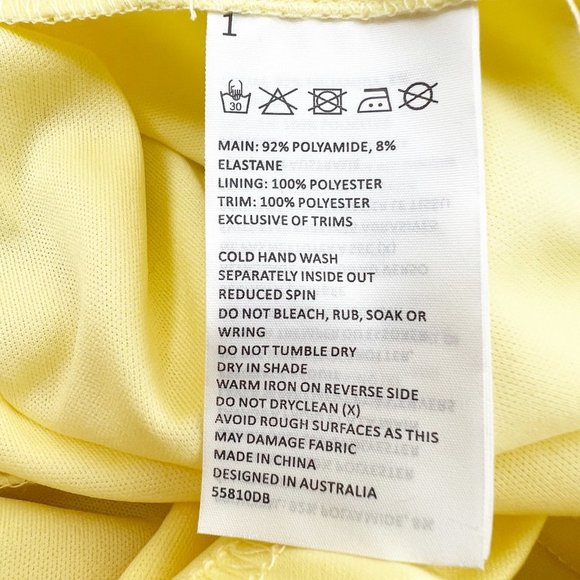 1
30
MAIN: 92% POLYAMIDE, 8%
ELASTANE
LINING: 100% POLYESTER
TRIM: 100% POLYESTER
EXCLUSIVE OF TRIMS
COLD HAND WASH
SEPARATELY INSIDE OUT
REDUCED SPIN
DO NOT BLEACH, RUB, SOAK OR
WRING
DO NOT TUMBLE DRY
DRY IN SHADE
WARM IRON ON REVERSE SIDE
DO NOT DRYCLEAN (X)
AVOID ROUGH SURFACES AS THIS
MAY DAMAGE FABRIC
MADE IN CHINA
DESIGNED IN AUSTRALIA
55810DB